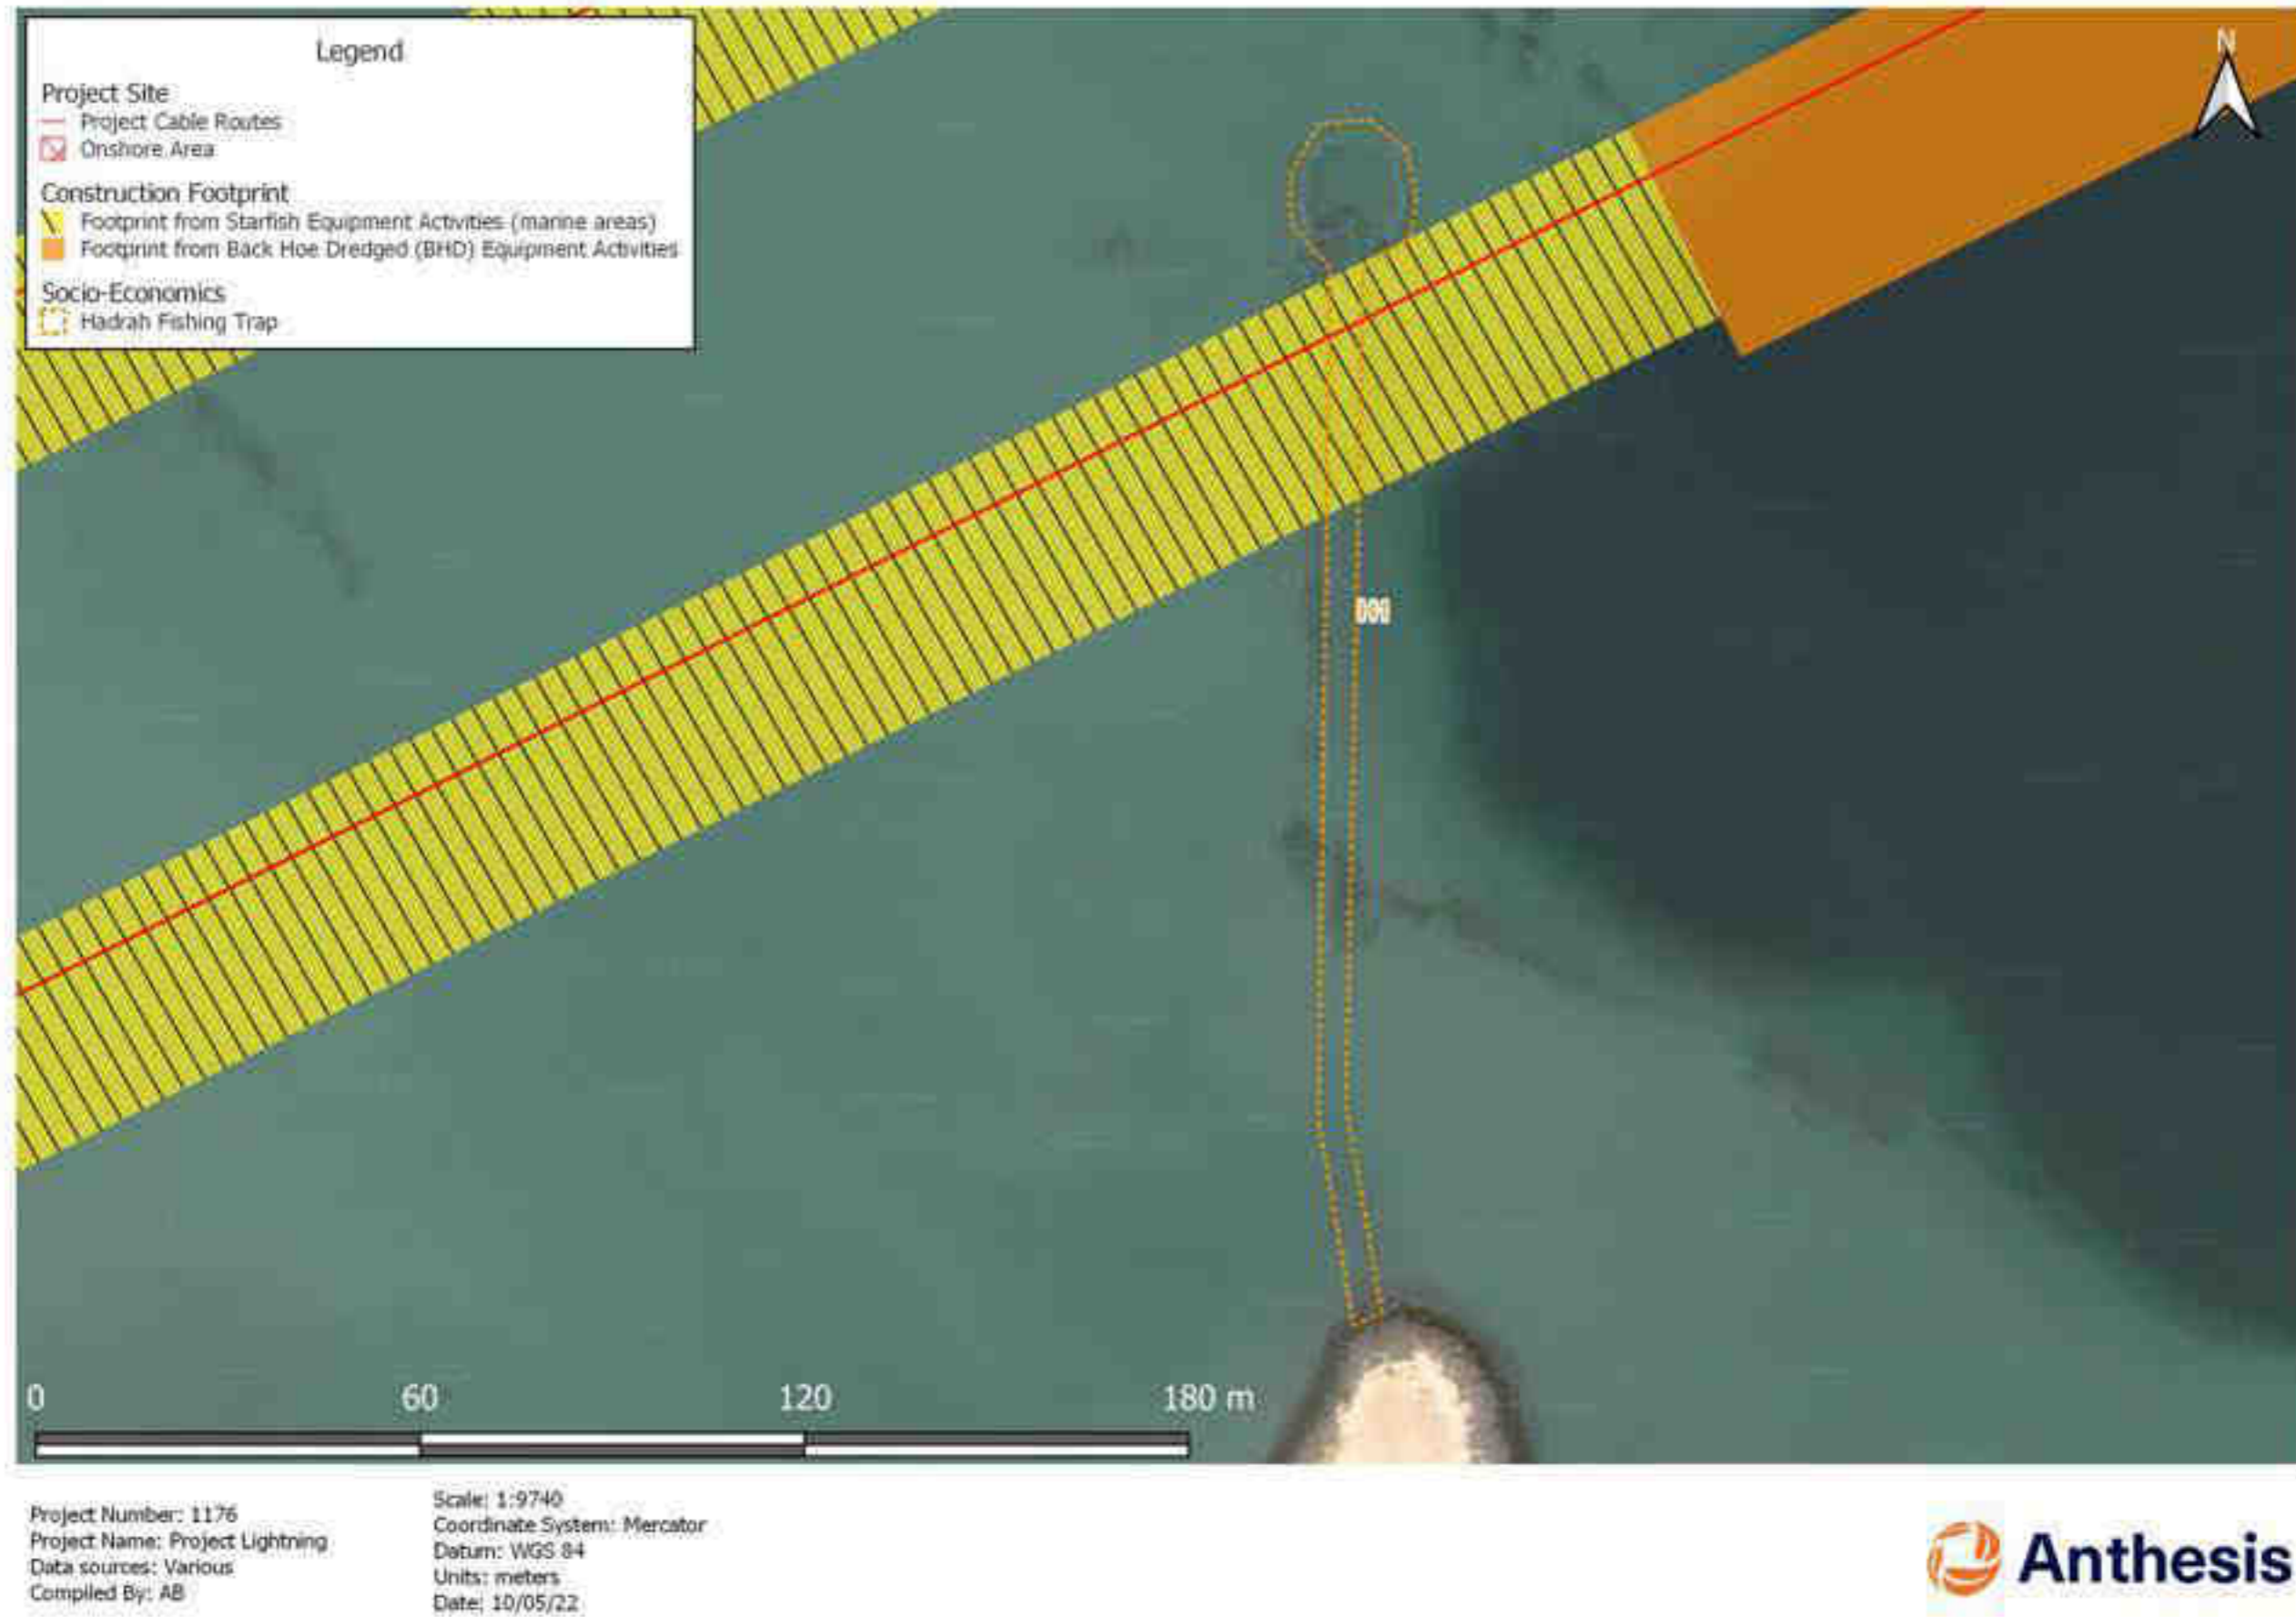 Legend
Project Site
Project Cable Routes
Onshore Area
Construction Footprint
Footprint from Starfish Equipment Activities (marine areas)
Footprint from Back Hoe Dredged (BHD) Equipment Activities
Socio-Economics
Hadrah Fishing Trap
N
0 60 120 180 m
Project Number: 1176
Project Name: Project Lightning
Data sources: Various
Compiled By: AB
Scale: 1:9740
Coordinate System: Mercator
Datum: WGS 84
Units: meters
Date: 10/05/22
Anthesis